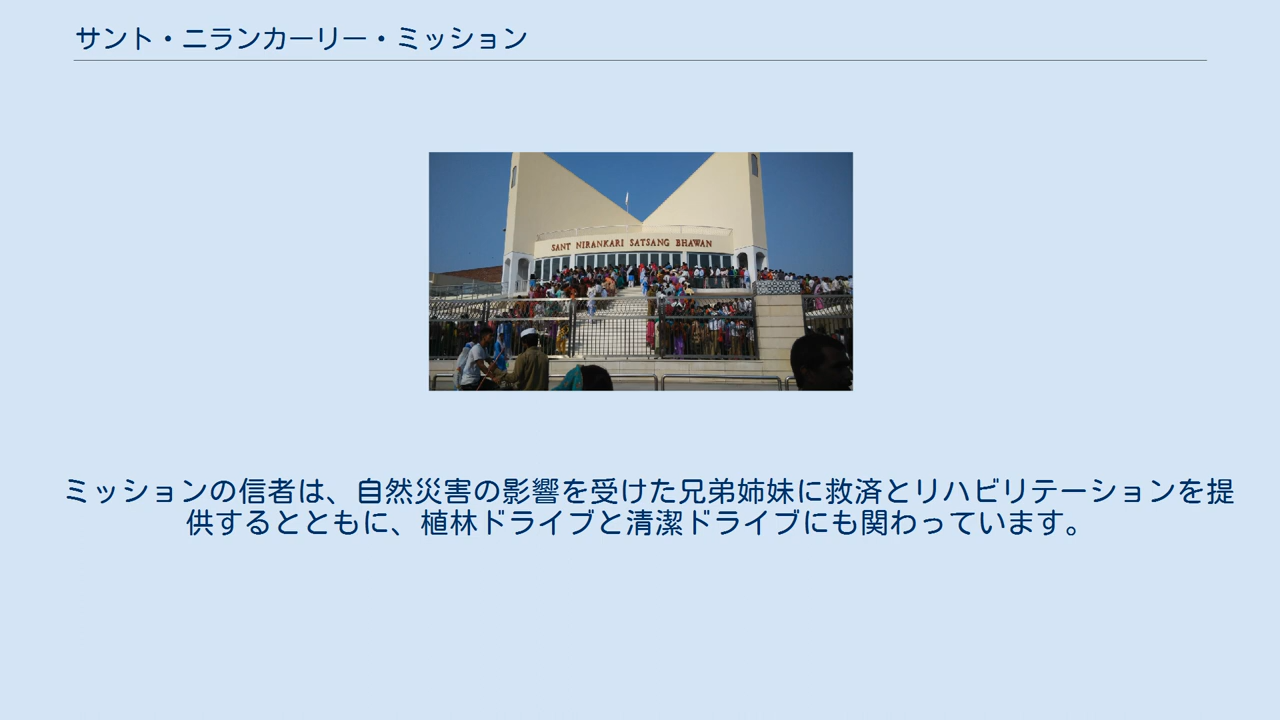 サント・ニランカーリー・ミッション
SANT NIRANKARI SATSANG BHAWAN
ミッションの信者は、自然災害の影響を受けた兄弟姉妹に救済とリハビリテーションを提
供するとともに、植林ドライブと清潔ドライブにも関わっています。